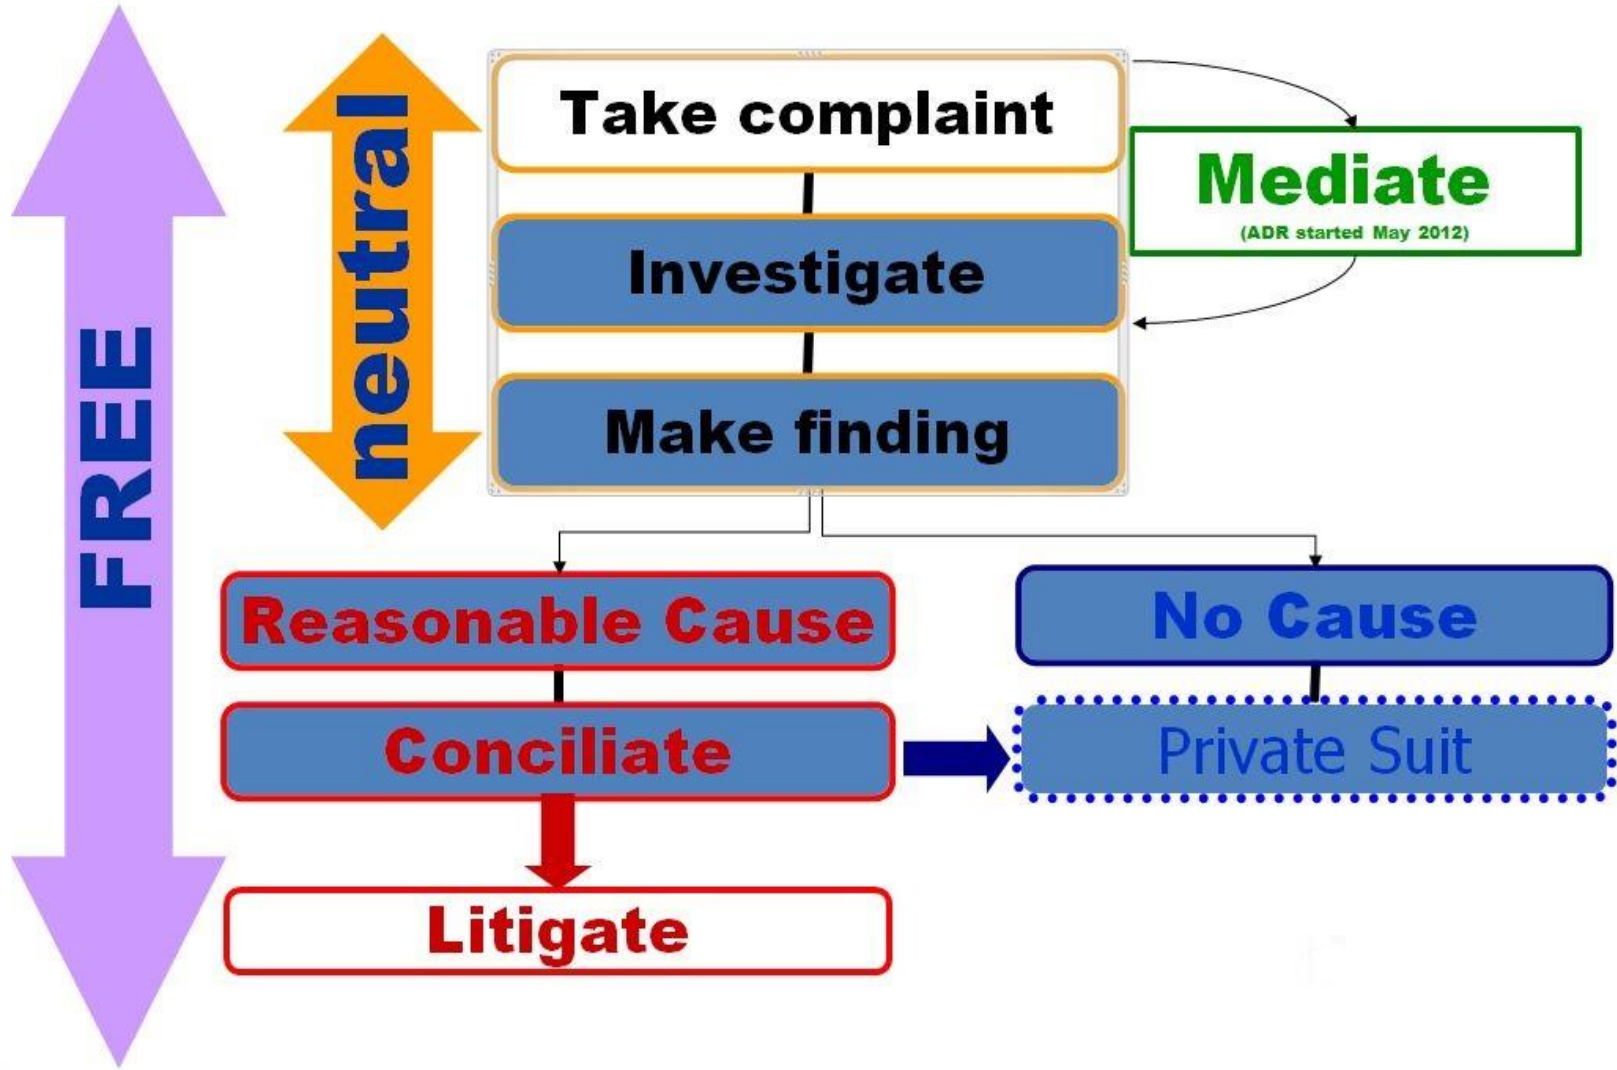 FREE
neutral
Take complaint
Mediate
(ADR started May 2012)
Investigate
Make finding
Reasonable Cause
No Cause
Conciliate
Private Suit
Litigate